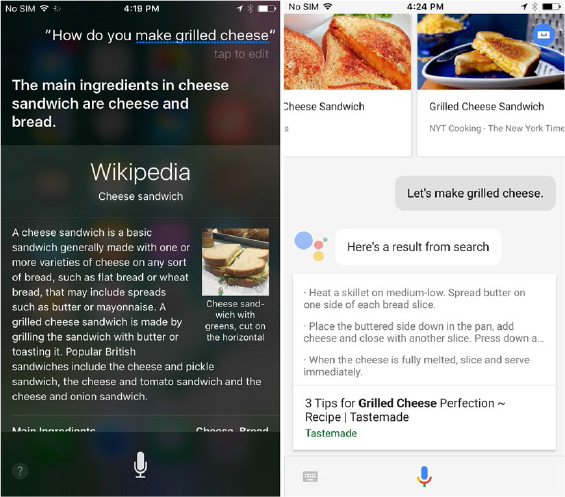 No SIM 4:19 PM
"How do you make grilled cheese"
tap to edit
The main ingredients in cheese
sandwich are cheese and
bread.
Wikipedia
Cheese sandwich
A cheese sandwich is a basic
sandwich generally made with one or
more varieties of cheese on any sort
of bread, such as flat bread or wheat
bread, that may include spreads
such as butter or mayonnaise. A
grilled cheese sandwich is made by
grilling the sandwich with butter or
toasting it. Popular British
sandwiches include the cheese and pickle
sandwich, the cheese and tomato sandwich and the
cheese and onion sandwich.
Cheese sand-
wich with
greens, cut on
the horizontal
Main Ingredients Cheese, Bread
?
No SIM 4:24 PM
Cheese Sandwich
s
Grilled Cheese Sandwich
NYT Cooking - The New York Time
Let's make grilled cheese.
Here's a result from search
· Heat a skillet on medium-low. Spread butter on
one side of each bread slice.
· Place the buttered side down in the pan, add
cheese and close with another slice. Press down a...
· When the cheese is fully melted, slice and serve
immediately.
3 Tips for Grilled Cheese Perfection ~
Recipe | Tastemade
Tastemade